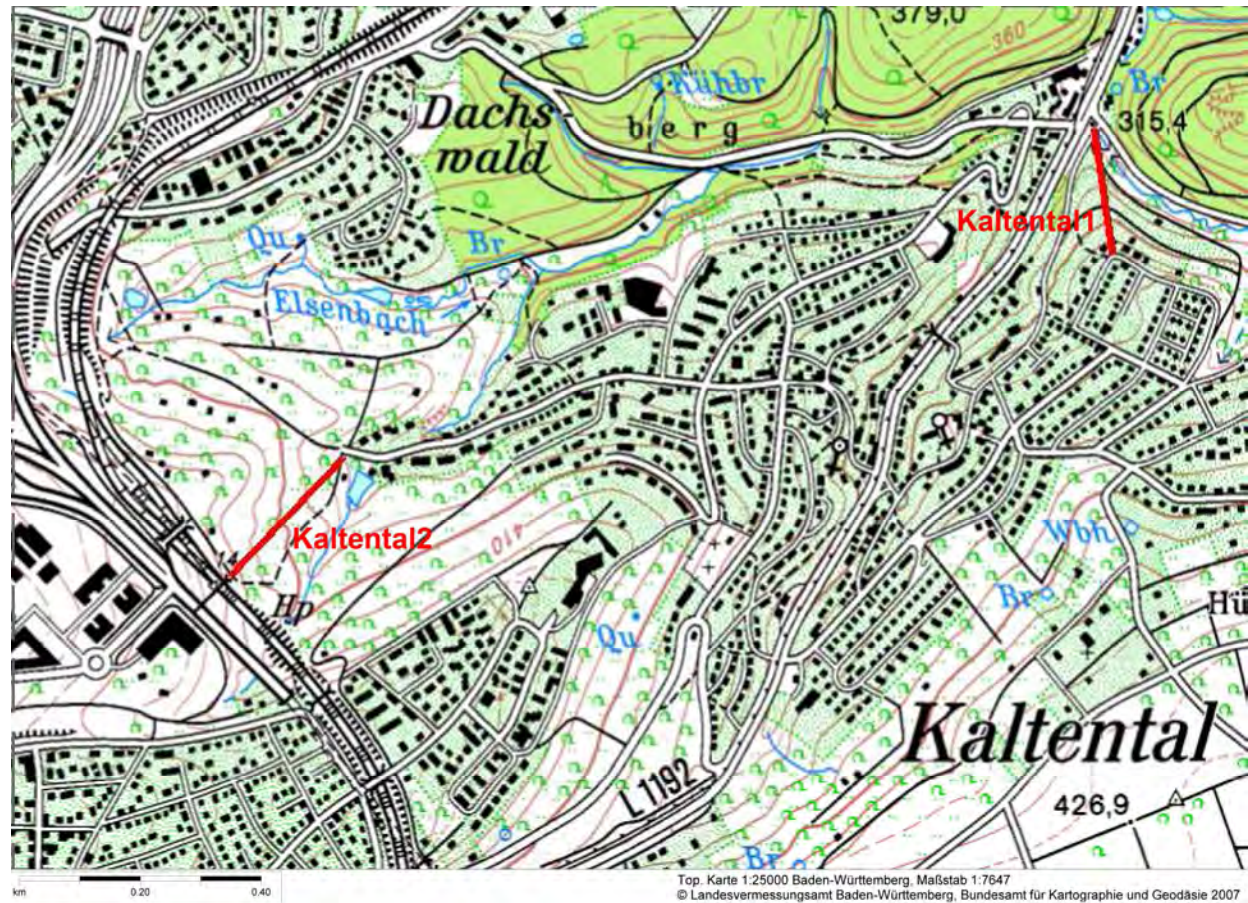 379,0
360
Br
Kühbr
Dachs
wald
berg
315,4
Kaltental1
Qu
Br
Elsenbach
Kaltental2
410
Hp
Wbh
Br
Qu
Hü
Kaltental
L 1192
426,9
Br
km 0.20 0.40
Top. Karte 1:25000 Baden-Württemberg, Maßstab 1:7647
© Landesvermessungsamt Baden-Württemberg, Bundesamt für Kartographie und Geodäsie 2007